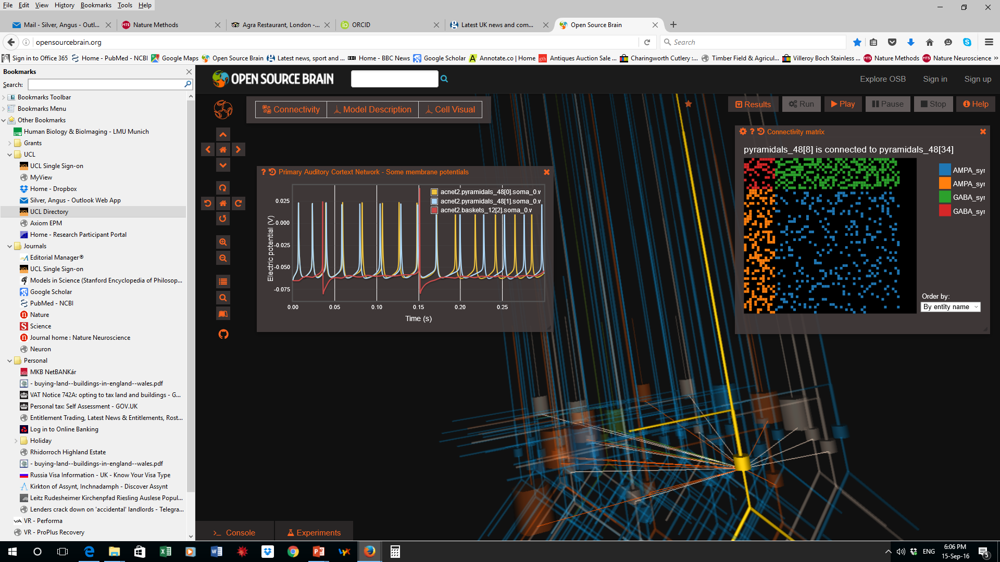 File Edit View History Bookmarks Tools Help
Mail - Silver, Angus - Outl...
Nature Methods
Agra Restaurant, London -...
ORCID
Latest UK news and com...
Open Source Brain
opensourcebrain.org
Search
Sign in to Office 365
Home - PubMed - NCBI
Google Maps
Open Source Brain
Latest news, sport and ...
Home - BBC News
Google Scholar
Annotate.co | Home
Antiques Auction Sale ...
Charingworth Cutlery :...
Timber Field & Agricul...
Villeroy Boch Stainless ...
Nature Methods
Nature Neuroscience
Bookmarks
Search:
Bookmarks Toolbar
Bookmarks Menu
Other Bookmarks
Human Biology & BioImaging - LMU Munich
Grants
UCL
UCL Single Sign-on
MyView
Home - Dropbox
Silver, Angus - Outlook Web App
UCL Directory
Axiom EPM
Home - Research Participant Portal
Journals
Editorial Manager®
UCL Single Sign-on
Models in Science (Stanford Encyclopedia of Philosop...
Google Scholar
PubMed - NCBI
Nature
Science
Journal home : Nature Neuroscience
Neuron
Personal
MKB NetBANKár
- buying-land--buildings-in-england--wales.pdf
VAT Notice 742A: opting to tax land and buildings - G...
Personal tax: Self Assessment - GOV.UK
Entitlement Trading, Latest News & Entitlements, Rost...
Log in to Online Banking
Holiday
Rhidorroch Highland Estate
- buying-land--buildings-in-england--wales.pdf
Russia Visa Information - UK - Know Your Visa Type
Kirkton of Assynt, Inchnadamph - Discover Assynt
Leitz Rudesheimer Kirchenpfad Riesling Auslese Popul...
Lenders crack down on 'accidental' landlords - Telegra...
VR - Performa
VR - ProPlus Recovery
OPEN SOURCE BRAIN
Explore OSB Sign in Sign up
Connectivity Model Description Cell Visual
Results Run Play Pause Stop Help
Primary Auditory Cortext Network - Some membrane potentials
acnet2.pyramidals_48[0].soma_0.v
acnet2.pyramidals_48[1].soma_0.v
acnet2.baskets_12[2].soma_0.v
Electric potential (V)
0.025
0.000
-0.025
-0.050
-0.075
0.00 0.05 0.10 0.15 0.20 0.25
Time (s)
Connectivity matrix
pyramidals_48[8] is connected to pyramidals_48[34]
AMPA_syr
AMPA_syr
GABA_syr
GABA_syr
Order by:
By entity name
Console Experiments
ENG
6:06 PM
15-Sep-16
5